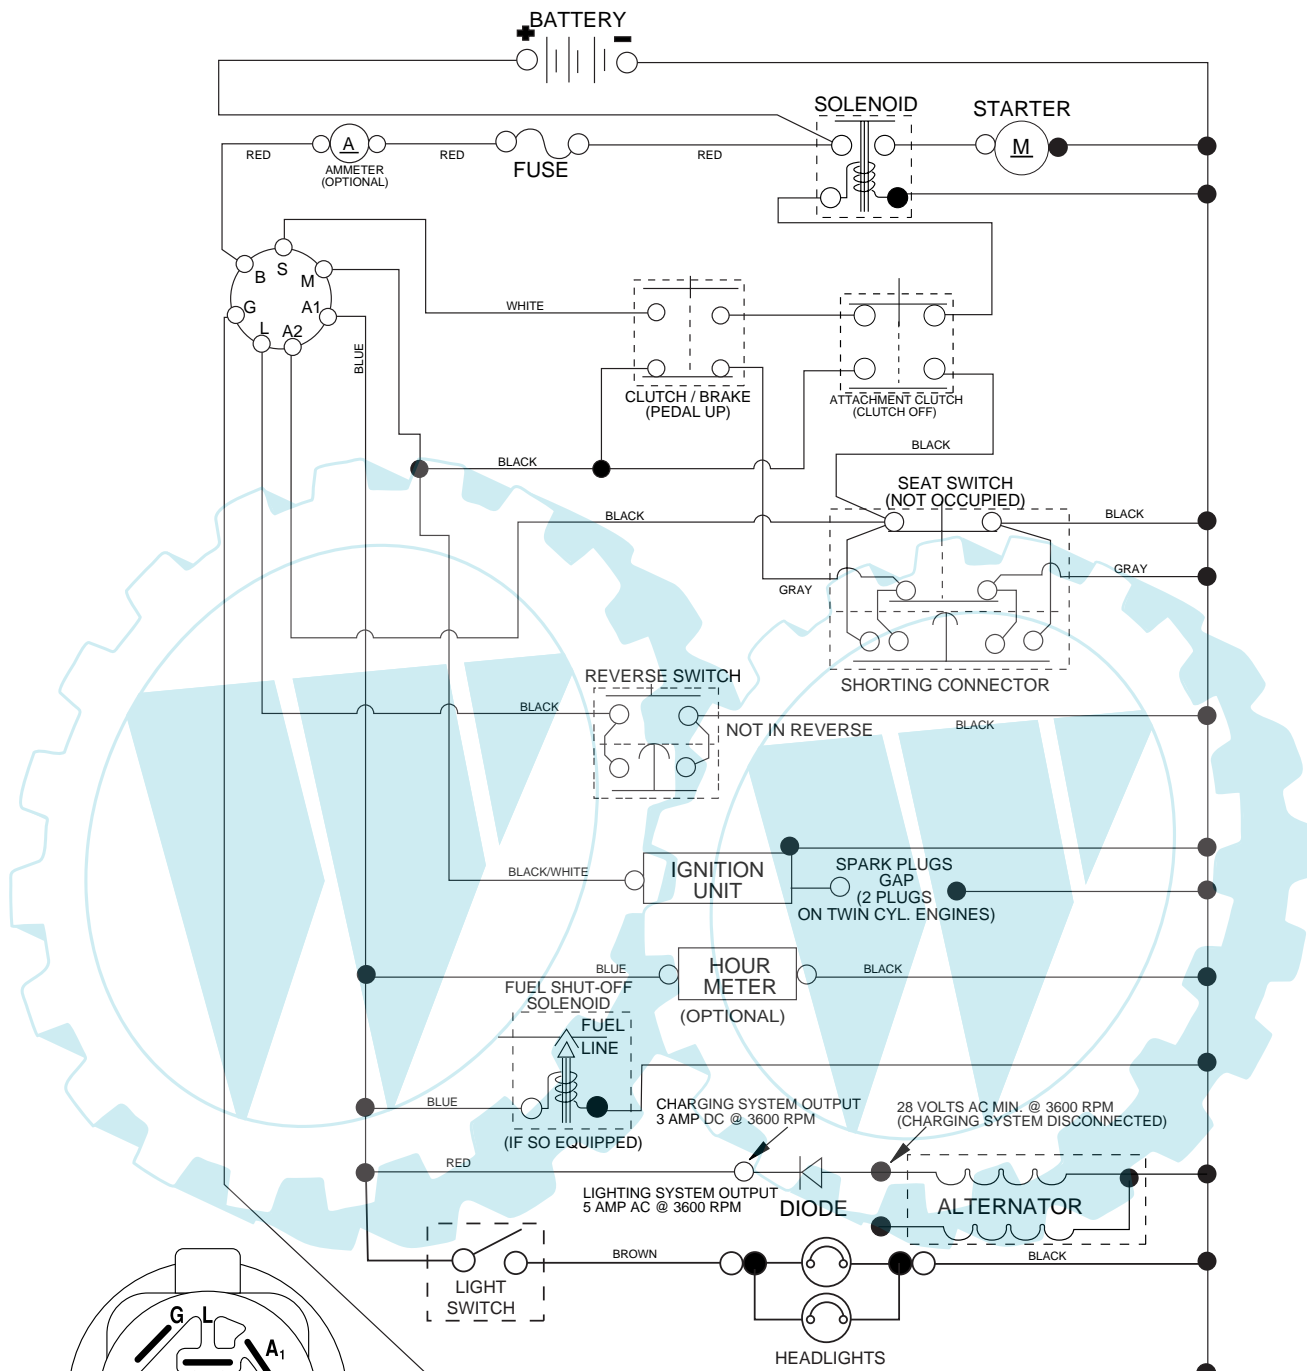 BATTERY
+ -
SOLENOID
STARTER
A
M
RED
AMMETER
(OPTIONAL)
RED
FUSE
RED
B
S
M
G
A1
L
A2
BLUE
WHITE
CLUTCH / BRAKE
(PEDAL UP)
ATTACHMENT CLUTCH
(CLUTCH OFF)
BLACK
BLACK
SEAT SWITCH
(NOT OCCUPIED)
BLACK
BLACK
GRAY
GRAY
SHORTING CONNECTOR
REVERSE SWITCH
BLACK
NOT IN REVERSE
BLACK
BLACK/WHITE
IGNITION
UNIT
SPARK PLUGS
GAP
(2 PLUGS
ON TWIN CYL. ENGINES)
BLUE
HOUR
METER
BLACK
(OPTIONAL)
FUEL SHUT-OFF
SOLENOID
FUEL
LINE
BLUE
(IF SO EQUIPPED)
CHARGING SYSTEM OUTPUT
3 AMP DC @ 3600 RPM
28 VOLTS AC MIN. @ 3600 RPM
(CHARGING SYSTEM DISCONNECTED)
RED
LIGHTING SYSTEM OUTPUT
5 AMP AC @ 3600 RPM
DIODE
ALTERNATOR
LIGHT
SWITCH
BROWN
BLACK
HEADLIGHTS
G L
A1